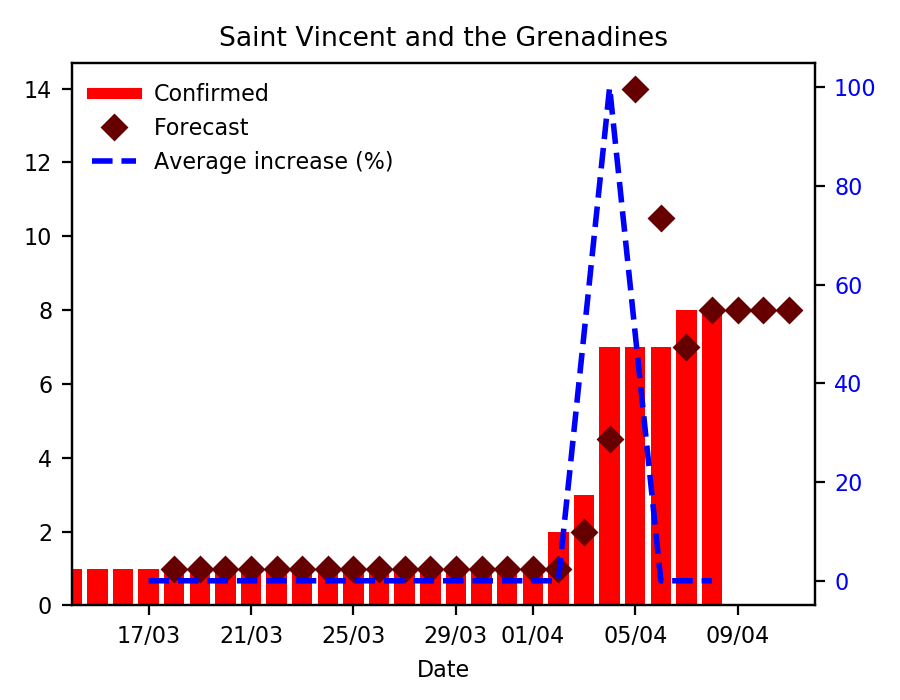 Saint Vincent and the Grenadines
Confirmed
Forecast
Average increase (%)
14
12
10
8
6
4
2
0
100
80
60
40
20
0
17/03 21/03 25/03 29/03 01/04 05/04 09/04
Date